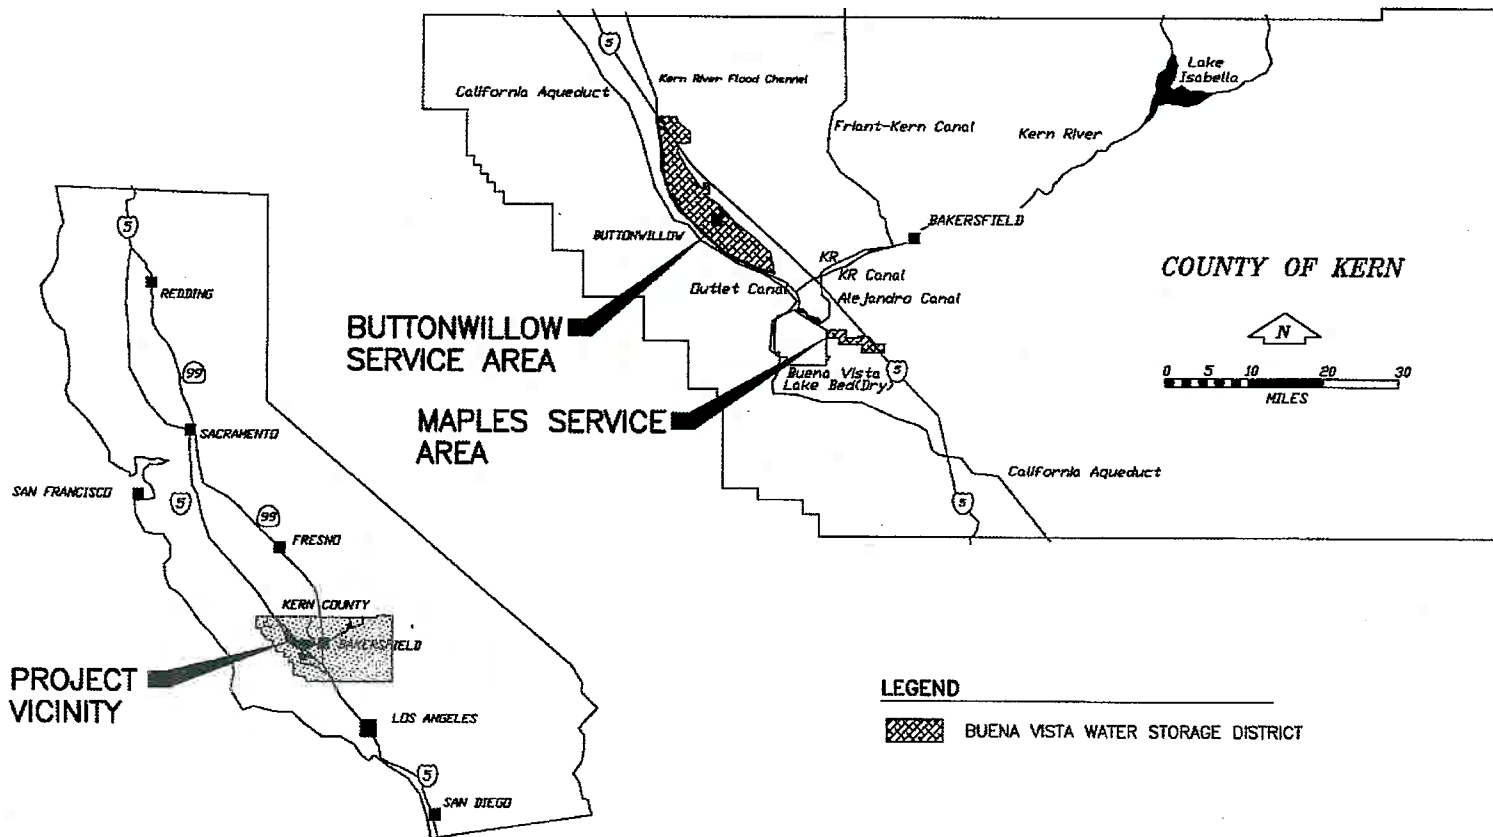 5
Lake
Isabella
Kern River Flood Channel
California Aqueduct
Friant-Kern Canal
Kern River
BAKERSFIELD
BUTTONWILLOW
KR
KR Canal
Outlet Canal
Alejandro Canal
COUNTY OF KERN
N
0 5 10 20 30
MILES
BUTTONWILLOW
SERVICE AREA
Buena Vista
Lake Bed(Dry)
5
MAPLES SERVICE
AREA
California Aqueduct
5
5
REDDING
99
SACRAMENTO
SAN FRANCISCO
5
99
FRESNO
KERN COUNTY
BAKERSFIELD
PROJECT
VICINITY
LOS ANGELES
5
SAN DIEGO
LEGEND
BUENA VISTA WATER STORAGE DISTRICT